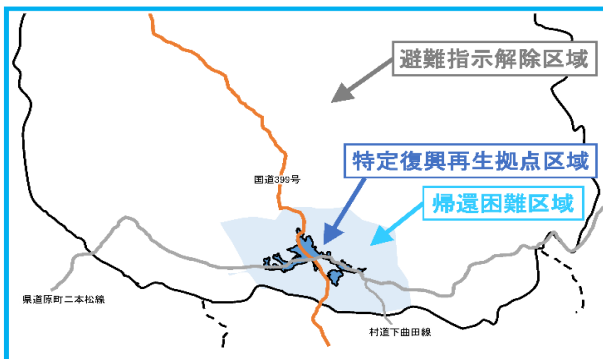 避難指示解除区域
特定復興再生拠点区域
国道399号
帰還困難区域
県道原町二本松線
村道下曲田線